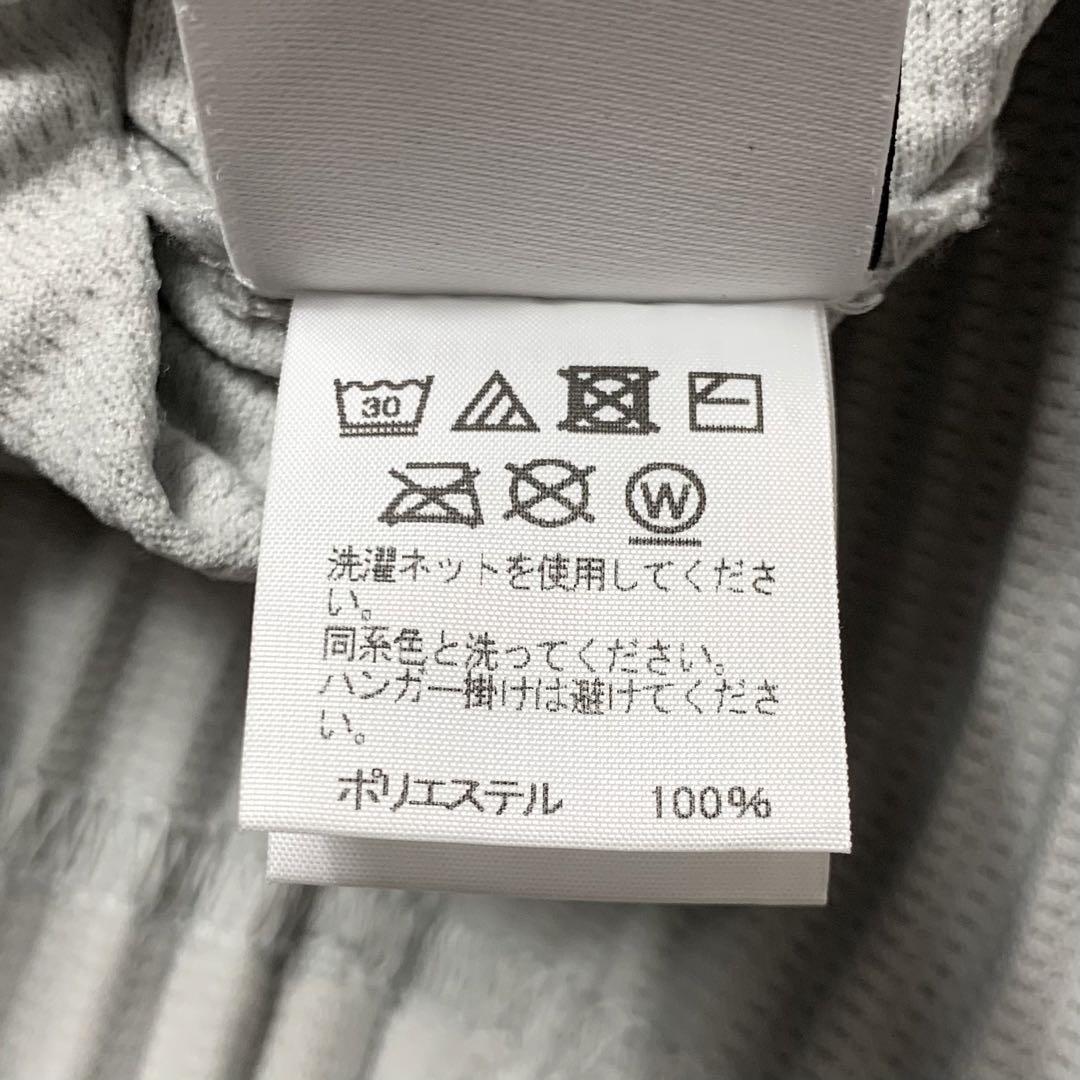 30
W
洗濯ネットを使用してくださ
い。
同系色と洗ってください。
ハンガー掛けは避けてくださ
い。
ポリエステル 100%